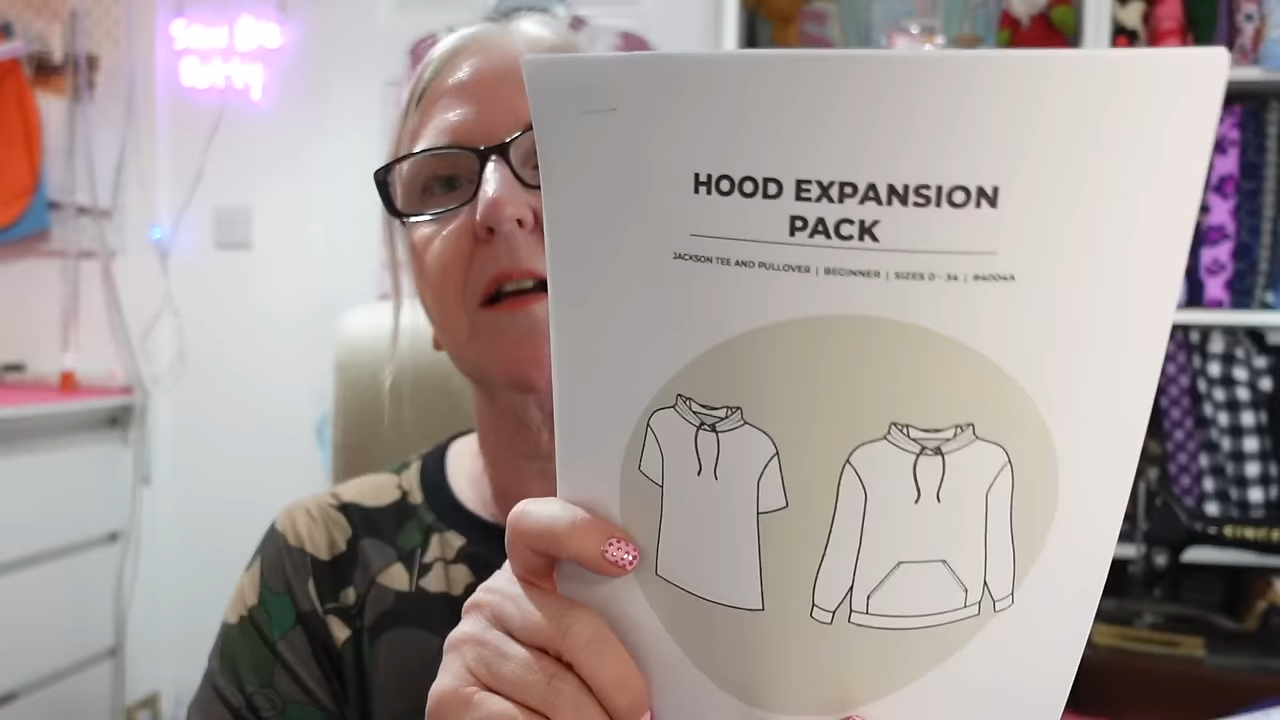 HOOD EXPANSION
PACK
JACKSON TEE AND PULLOVER | BEGINNER | SIZES 0 - 34 | #4004A